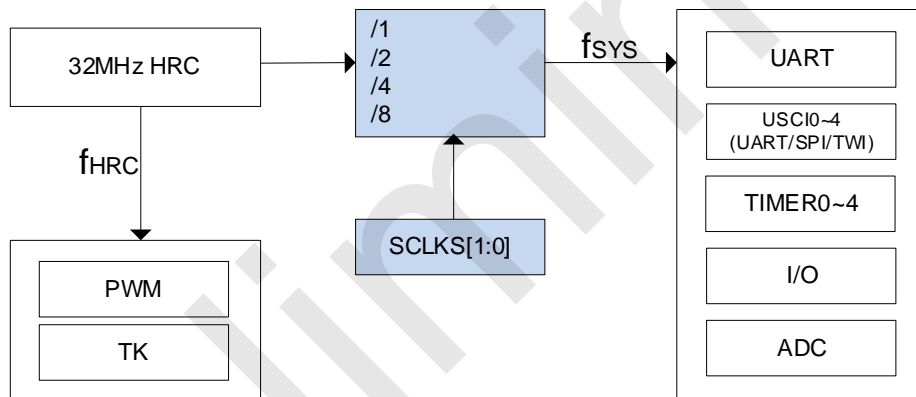 32MHz HRC
/1
/2
/4
/8
fSYS
UART
USCI0~4
(UART/SPI/TWI)
TIMER0~4
I/O
ADC
fHRC
SCLKS[1:0]
PWM
TK